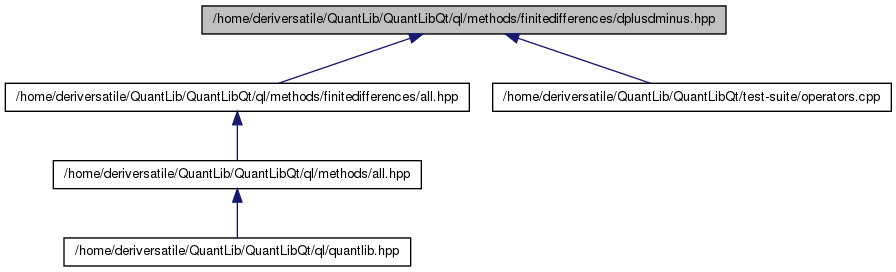 /home/deriversatile/QuantLib/QuantLibQt/ql/methods/finitedifferences/dplusdminus.hpp
/home/deriversatile/QuantLib/QuantLibQt/ql/methods/finitedifferences/all.hpp
/home/deriversatile/QuantLib/QuantLibQt/test-suite/operators.cpp
/home/deriversatile/QuantLib/QuantLibQt/ql/methods/all.hpp
/home/deriversatile/QuantLib/QuantLibQt/ql/quantlib.hpp